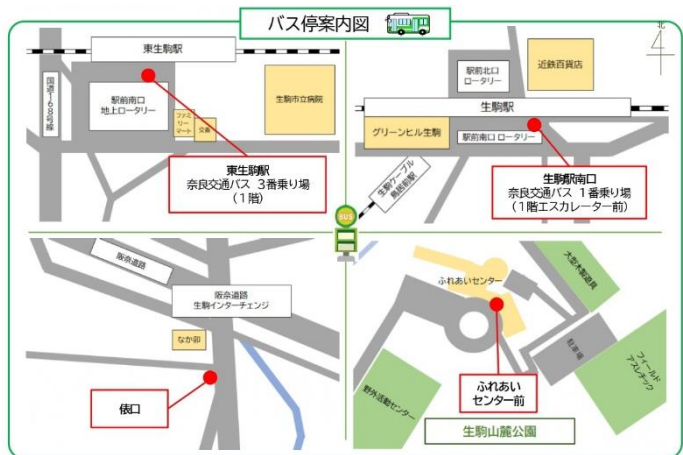 バス停案内図
東生駒駅
国道168号線
駅前南口
地上ロータリー
ファミ
リー
マート
交番
生駒市立病院
東生駒駅
奈良交通バス 3番乗り場
(1階)
北
駅前北口
ロータリー
近鉄百貨店
生駒駅
グリーンヒル生駒
駅前南口 ロータリー
生駒ケーブル
鳥居前駅
生駒駅南口
奈良交通バス 1番乗り場
(1階エスカレーター前)
BUS
阪奈道路
阪奈道路
生駒インターチェンジ
なか卯
俵口
ふれあいセンター
大型木製遊具
駐車場
フィールド
アスレチック
野外活動センター
ふれあい
センター前
生駒山麓公園